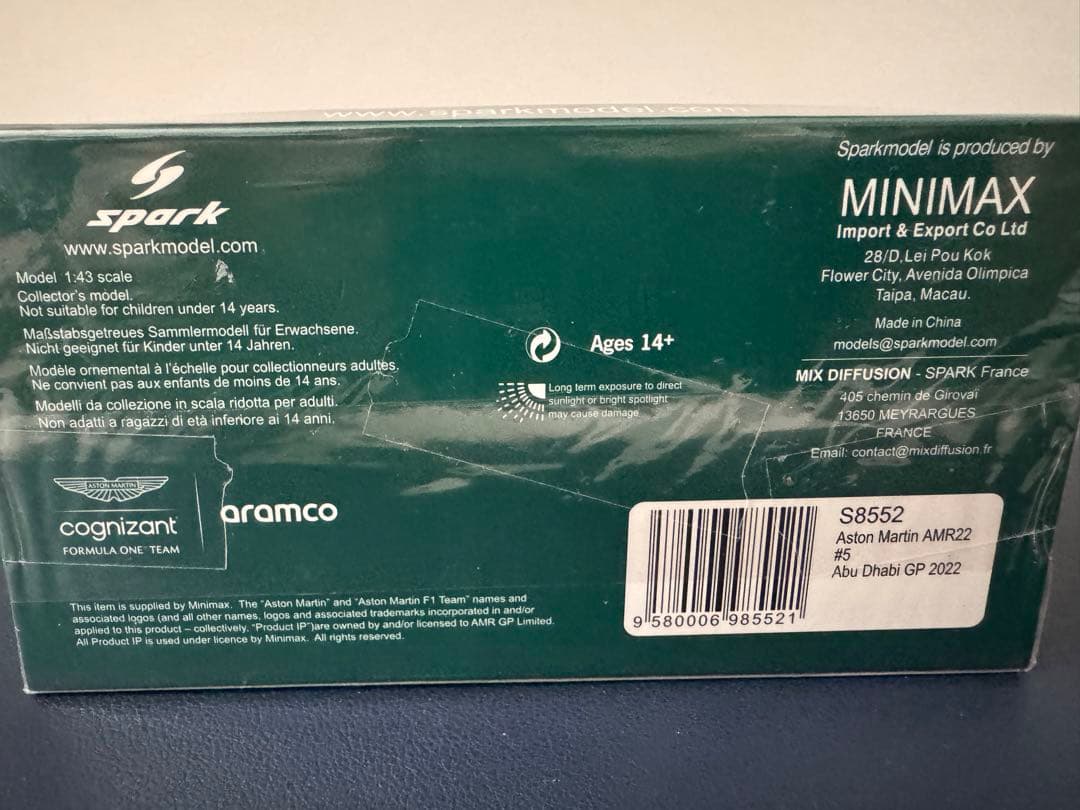 www.sparkmodel.com
spark
www.sparkmodel.com
Model 1:43 scale
Collector's model.
Not suitable for children under 14 years.
Maßstabsgetreues Sammlermodell für Erwachsene.
Nicht geeignet für Kinder unter 14 Jahren.
Modèle ornemental à l'échelle pour collectionneurs adultes.
Ne convient pas aux enfants de moins de 14 ans.
Modelli da collezione in scala ridotta per adulti.
Non adatti a ragazzi di età inferiore ai 14 anni.
ASTON MARTIN
cognizant
FORMULA ONE™ TEAM
aramco
This item is supplied by Minimax. The "Aston Martin" and "Aston Martin F1 Team" names and
associated logos (and all other names, logos and associated trademarks incorporated in and/or
applied to this product – collectively, "Product IP")are owned by and/or licensed to AMR GP Limited.
All Product IP is used under licence by Minimax. All rights reserved.
Ages 14+
Long term exposure to direct
sunlight or bright spotlight
may cause damage
Sparkmodel is produced by
MINIMAX
Import & Export Co Ltd
28/D,Lei Pou Kok
Flower City, Avenida Olimpica
Taipa, Macau.
Made in China
models@sparkmodel.com
MIX DIFFUSION - SPARK France
405 chemin de Girovai
13650 MEYRARGUES
FRANCE
Email: contact@mixdiffusion.fr
S8552
Aston Martin AMR22
#5
Abu Dhabi GP 2022
9 580006 985521